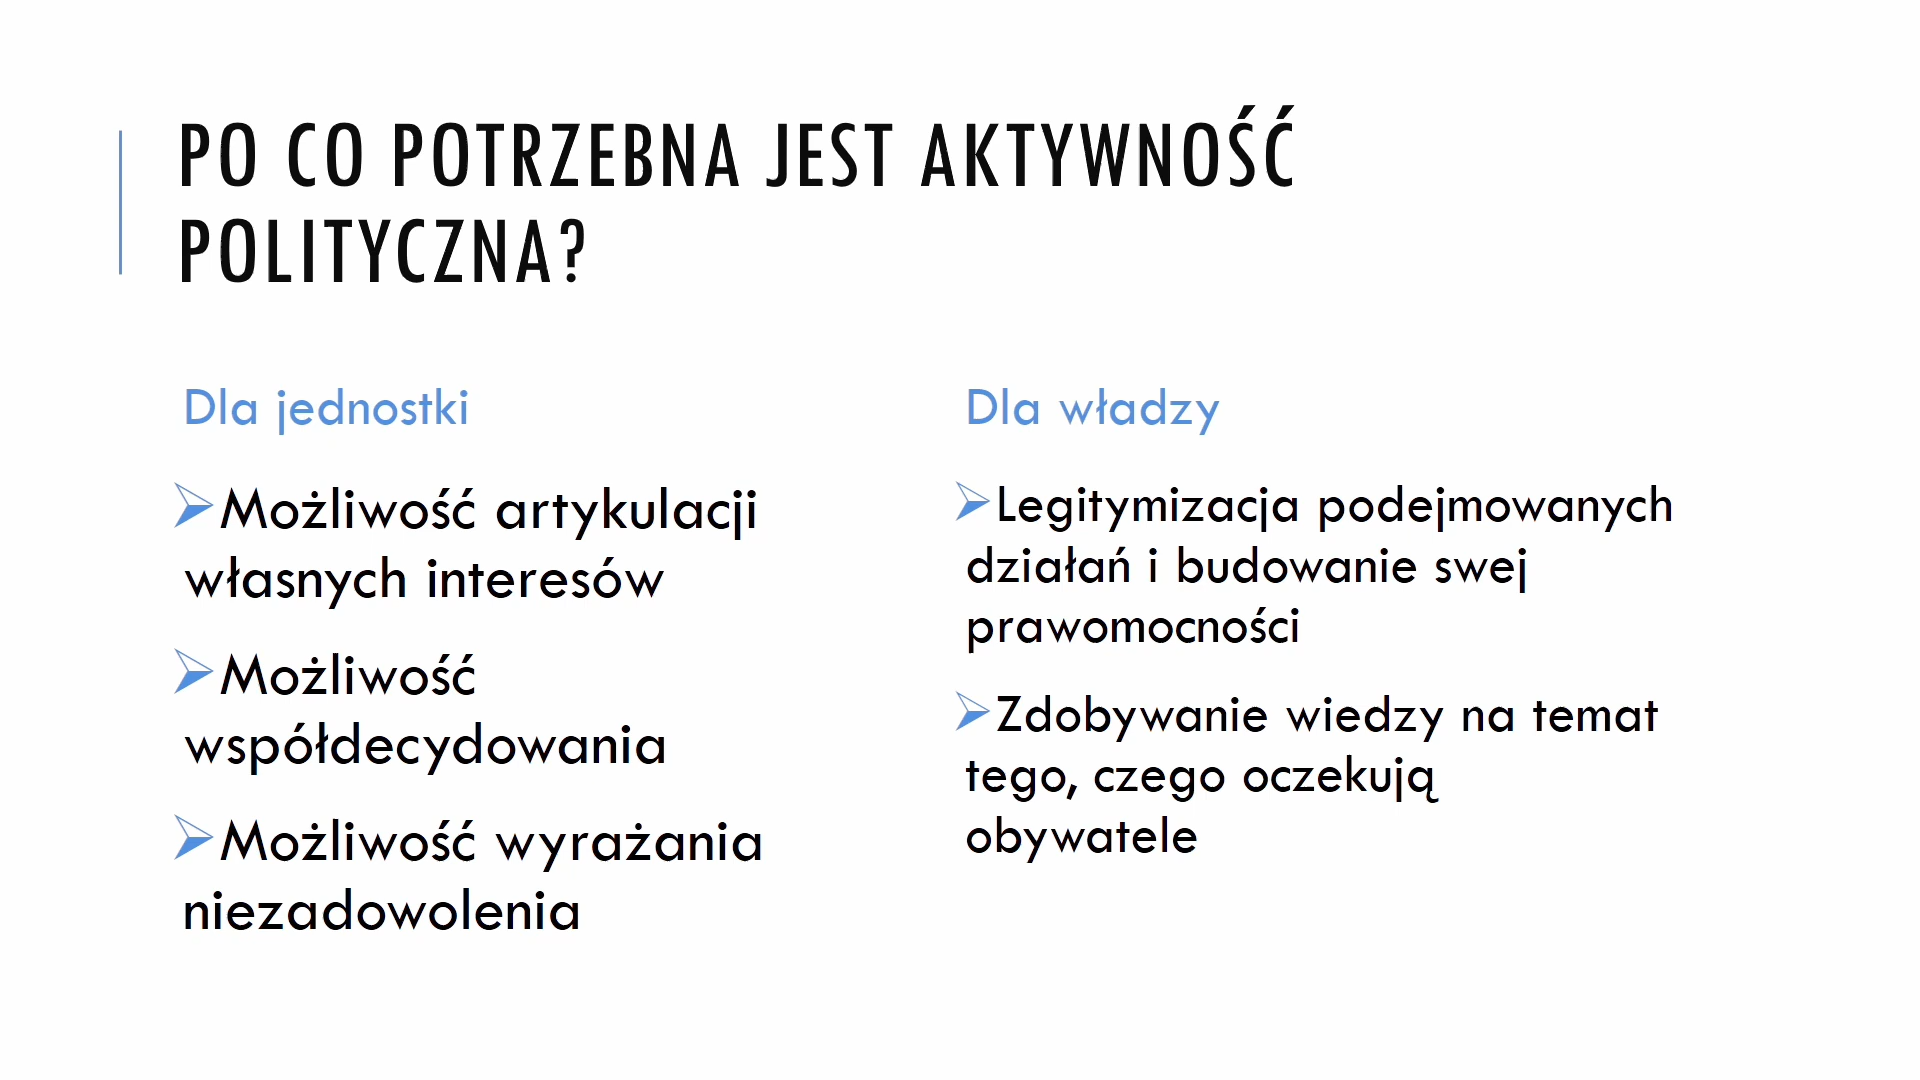 PO CO POTRZEBNA JEST AKTYWNOŚĆ
POLITYCZNA?
Dla jednostki
Możliwość artykulacji
własnych interesów
Możliwość
współdecydowania
Możliwość wyrażania
niezadowolenia
Dla władzy
Legitymizacja podejmowanych
działań i budowanie swej
prawomocności
Zdobywanie wiedzy na temat
tego, czego oczekują
obywatele